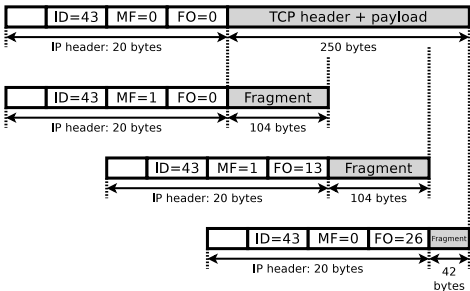 ID=43 MF=0 FO=0 TCP header + payload
IP header: 20 bytes 250 bytes
ID=43 MF=1 FO=0 Fragment
IP header: 20 bytes 104 bytes
ID=43 MF=1 FO=13 Fragment
IP header: 20 bytes 104 bytes
ID=43 MF=0 FO=26 Fragment
IP header: 20 bytes 42
bytes